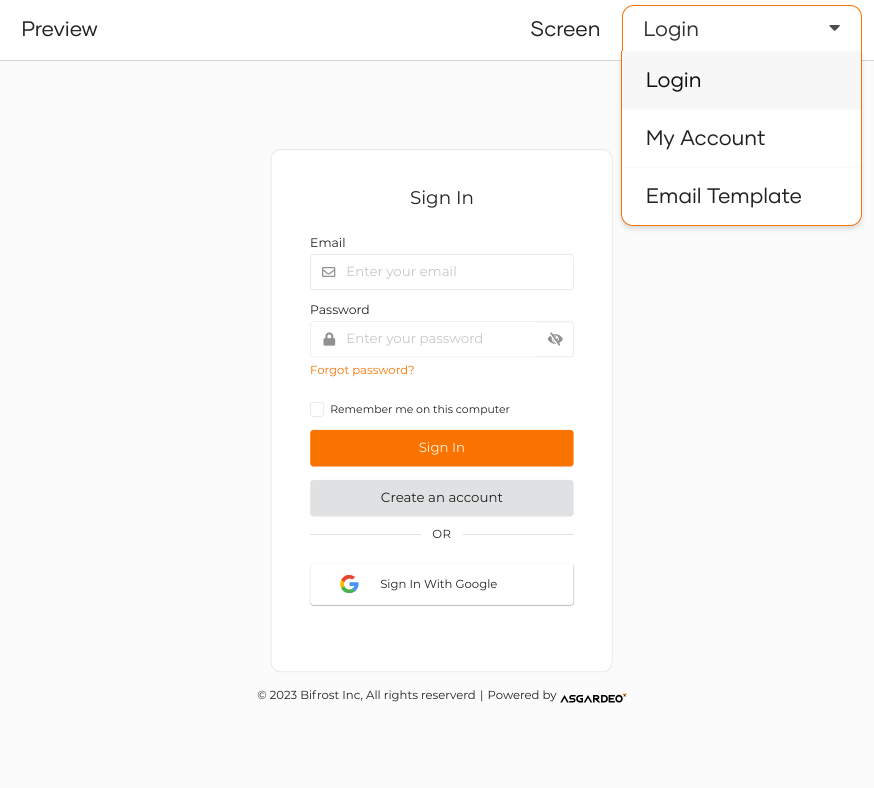 Preview
Screen
Login
Login
My Account
Email Template
Sign In
Email
Enter your email
Password
Enter your password
Forgot password?
Remember me on this computer
Sign In
Create an account
OR
Sign In With Google
© 2023 Bifrost Inc, All rights reserverd | Powered by ASGARDEO